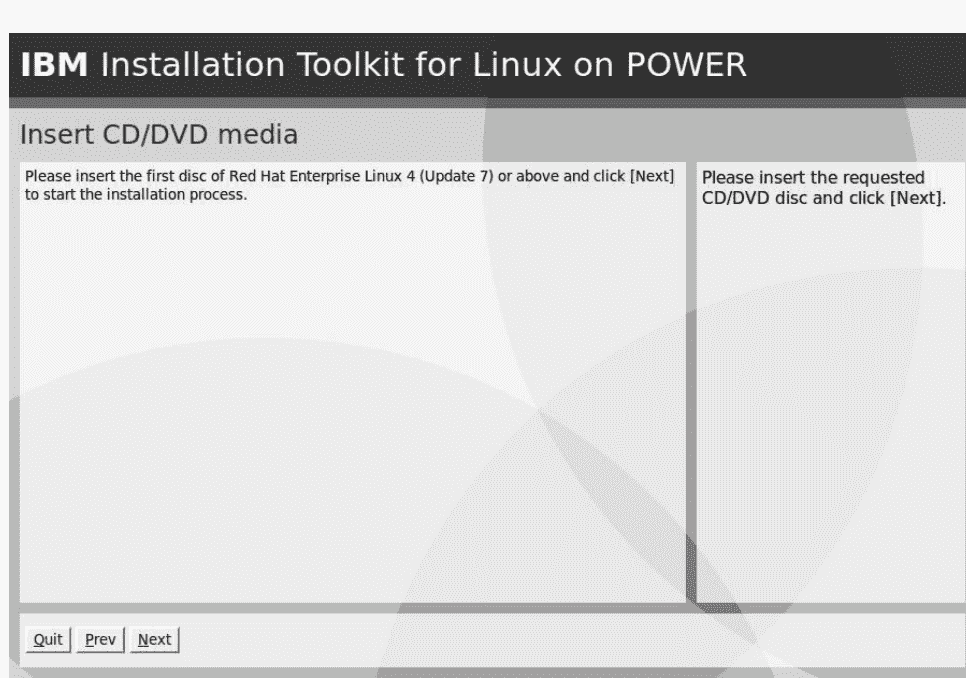 IBM Installation Toolkit for Linux on POWER
Insert CD/DVD media
Please insert the first disc of Red Hat Enterprise Linux 4 (Update 7) or above and click [Next]
to start the installation process.
Please insert the requested
CD/DVD disc and click [Next].
Quit Prev Next